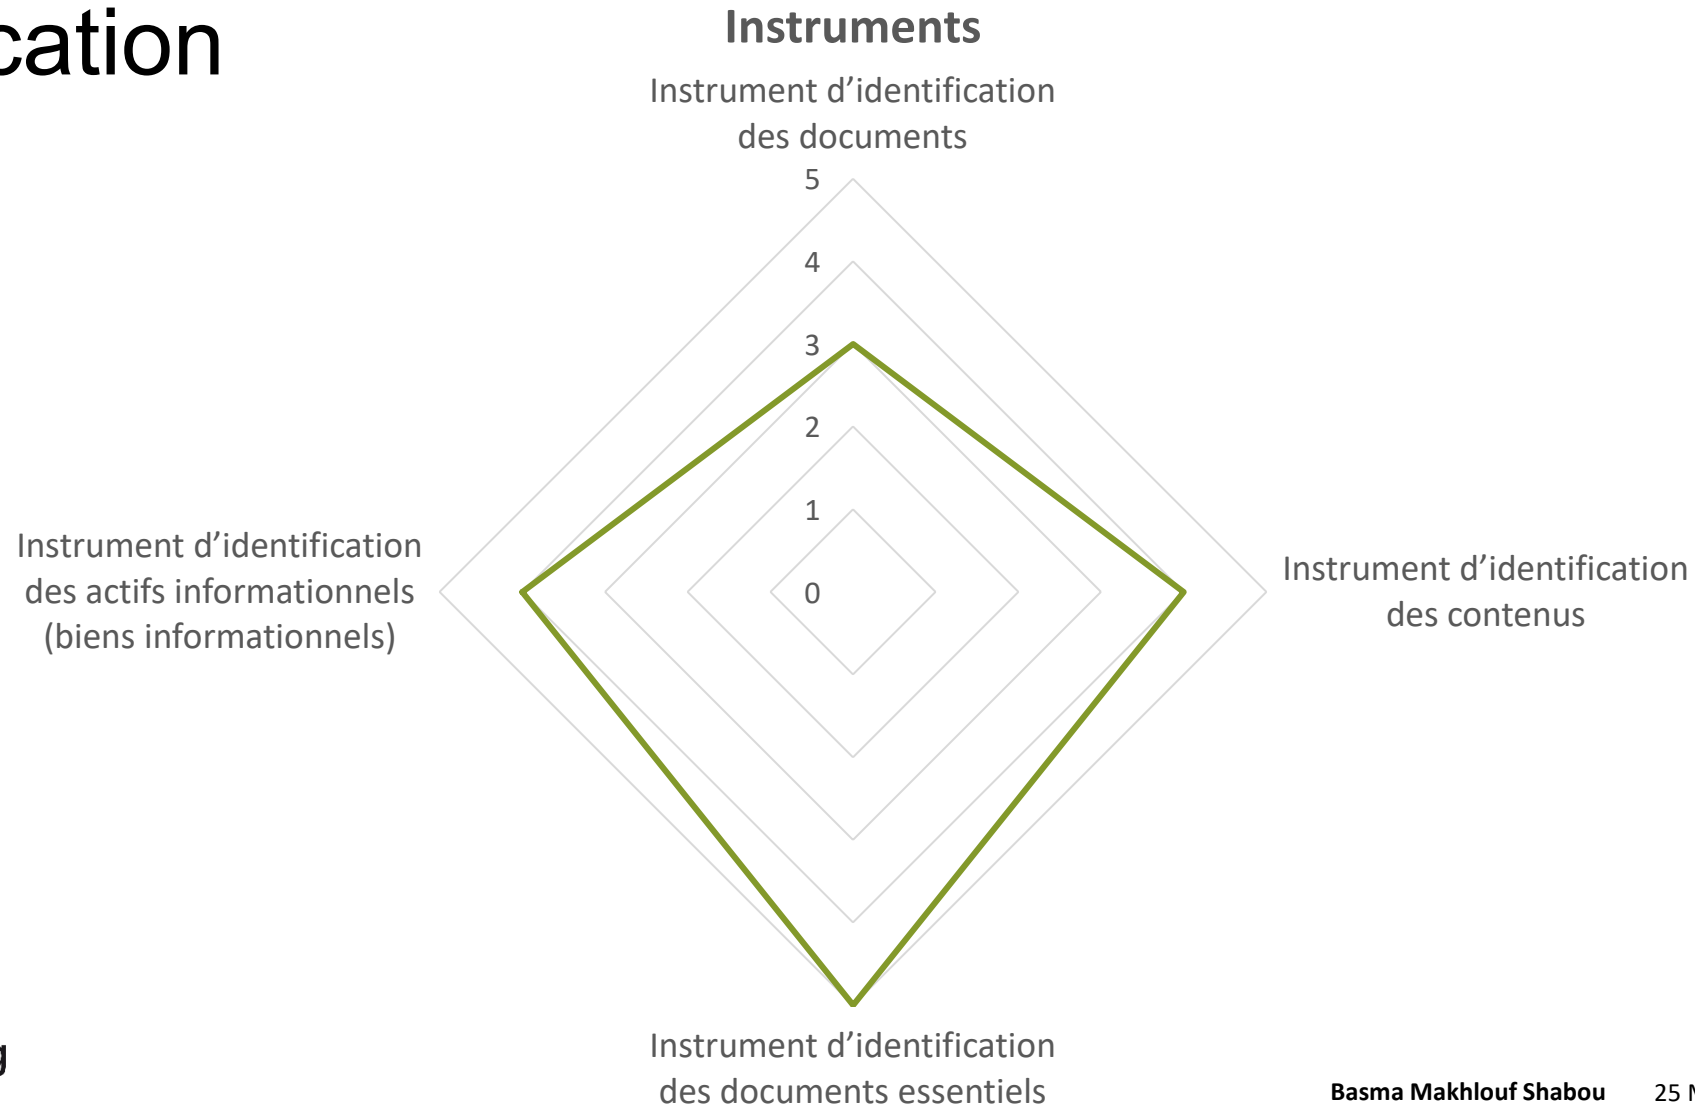 cation
Instruments
Instrument d’identification
des documents
5
4
3
2
1
0
Instrument d’identification
des actifs informationnels
(biens informationnels)
Instrument d’identification
des contenus
Instrument d’identification
des documents essentiels
g
Basma Makhlouf Shabou 25 M